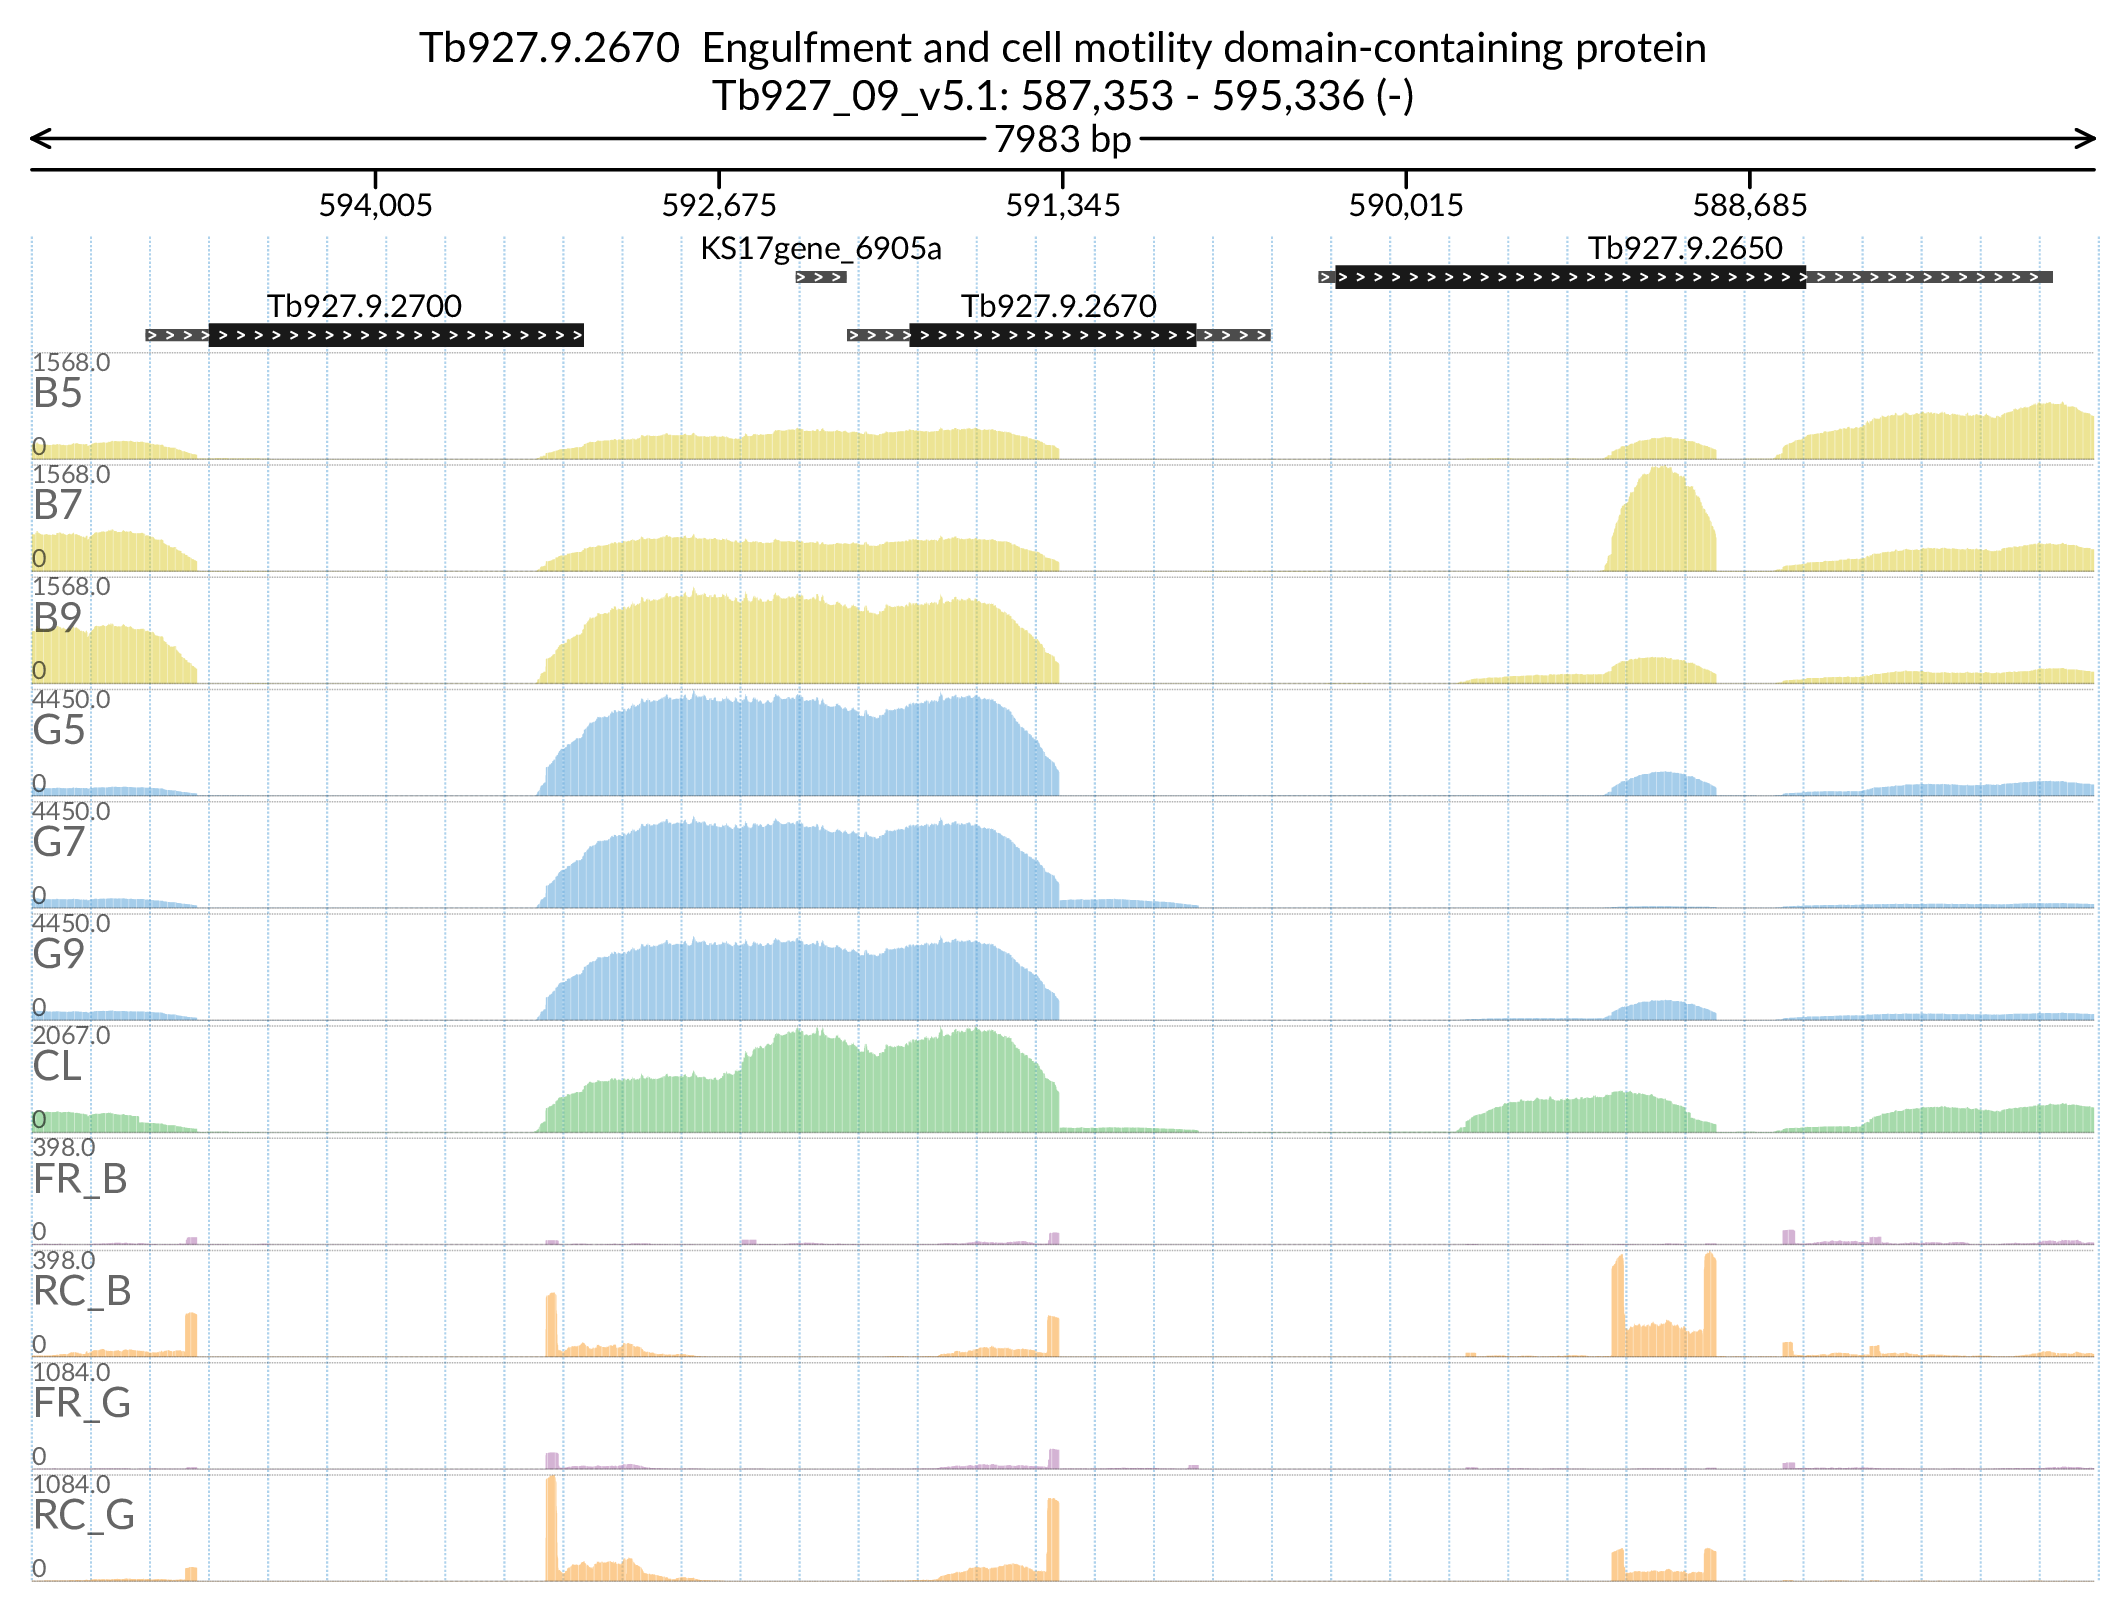 Tb927.9.2670  Engulfment and cell motility domain-containing protein
Tb927_09_v5.1: 587,353 - 595,336 (-)
7983 bp
594,005 592,675 591,345 590,015 588,685
KS17gene_6905a Tb927.9.2650
Tb927.9.2700 Tb927.9.2670
1568.0
B5
0
1568.0
B7
0
1568.0
B9
0
4450.0
G5
0
4450.0
G7
0
4450.0
G9
0
2067.0
CL
0
398.0
FR_B
0
398.0
RC_B
0
1084.0
FR_G
0
1084.0
RC_G
0